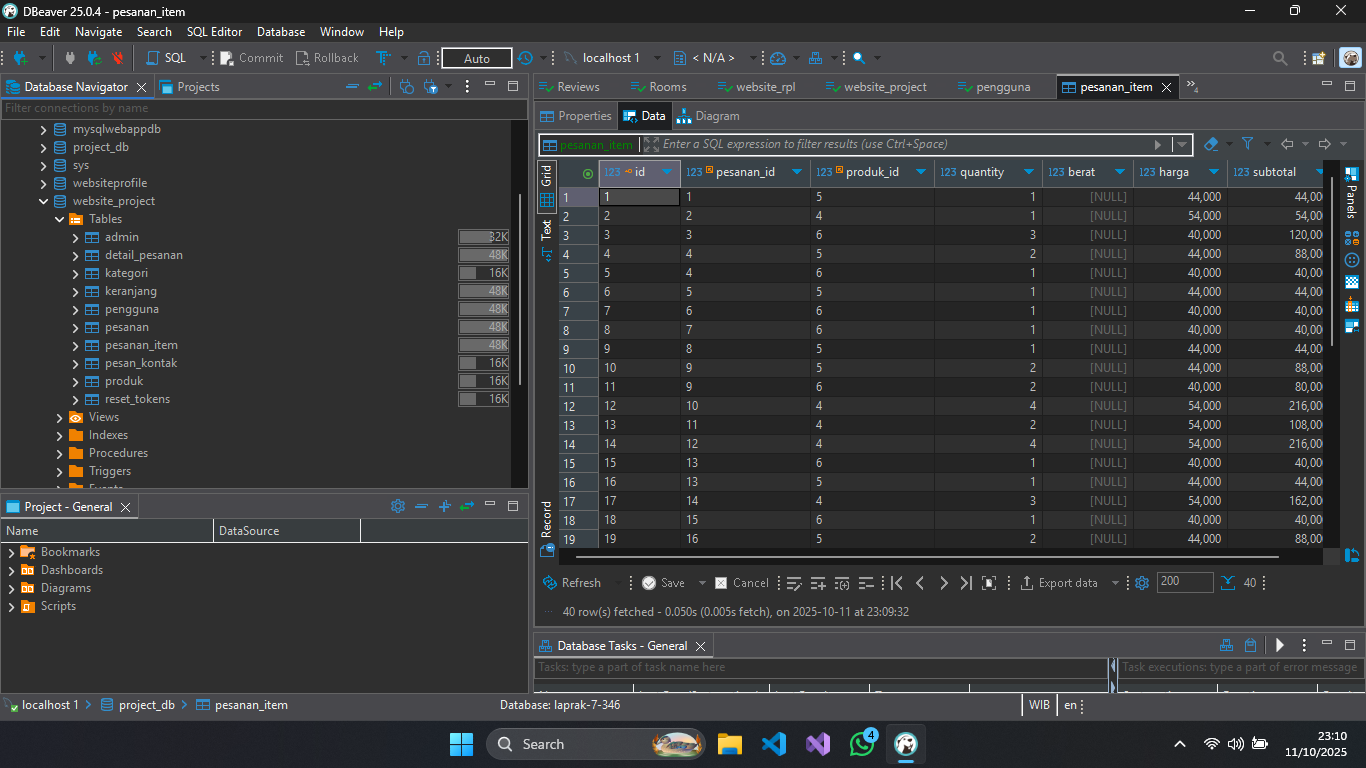 DBeaver 25.0.4 - pesanan_item
File Edit Navigate Search SQL Editor Database Window Help
SQL Commit Rollback Auto localhost 1 < N/A >
Database Navigator Projects
Filter connections by name
mysqlwebappdb
project_db
sys
websiteprofile
website_project
Tables
admin 32K
detail_pesanan 48K
kategori 16K
keranjang 48K
pengguna 48K
pesanan 48K
pesanan_item 48K
pesan_kontak 16K
produk 16K
reset_tokens 16K
Views
Indexes
Procedures
Triggers
Events
Project - General
Name DataSource
Bookmarks
Dashboards
Diagrams
Scripts
Reviews Rooms website_rpl website_project pengguna pesanan_item »4
Properties Data Diagram
pesanan_item Enter a SQL expression to filter results (use Ctrl+Space)
Grid
Text
Record
Panels
123 id 123 pesanan_id 123 produk_id 123 quantity 123 berat 123 harga 123 subtotal
1 1 1 5 1 [NULL] 44,000 44,00
2 2 2 4 1 [NULL] 54,000 54,00
3 3 3 6 3 [NULL] 40,000 120,00
4 4 4 5 2 [NULL] 44,000 88,00
5 5 4 6 1 [NULL] 40,000 40,00
6 6 5 5 1 [NULL] 44,000 44,00
7 7 6 6 1 [NULL] 40,000 40,00
8 8 7 6 1 [NULL] 40,000 40,00
9 9 8 5 1 [NULL] 44,000 44,00
10 10 9 5 2 [NULL] 44,000 88,00
11 11 9 6 2 [NULL] 40,000 80,00
12 12 10 4 4 [NULL] 54,000 216,00
13 13 11 4 2 [NULL] 54,000 108,00
14 14 12 4 4 [NULL] 54,000 216,00
15 15 13 6 1 [NULL] 40,000 40,00
16 16 13 5 1 [NULL] 44,000 44,00
17 17 14 4 3 [NULL] 54,000 162,00
18 18 15 6 1 [NULL] 40,000 40,00
19 19 16 5 2 [NULL] 44,000 88,00
Refresh Save Cancel Export data 200 40
40 row(s) fetched - 0.050s (0.005s fetch), on 2025-10-11 at 23:09:32
Database Tasks - General
Tasks: type a part of task name here
Task executions: type a part of error message
localhost 1 project_db pesanan_item Database: laprak-7-346 WIB en
Search 4
23:10
11/10/2025